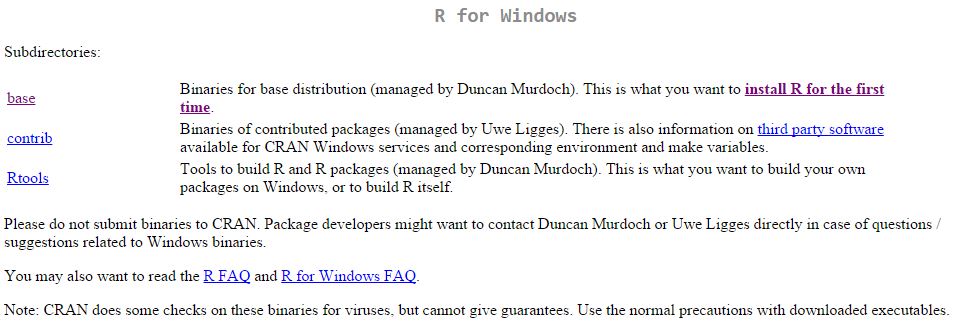 R for Windows
Subdirectories:
base
Binaries for base distribution (managed by Duncan Murdoch). This is what you want to install R for the first
time.
contrib
Binaries of contributed packages (managed by Uwe Ligges). There is also information on third party software
available for CRAN Windows services and corresponding environment and make variables.
Rtools
Tools to build R and R packages (managed by Duncan Murdoch). This is what you want to build your own
packages on Windows, or to build R itself.
Please do not submit binaries to CRAN. Package developers might want to contact Duncan Murdoch or Uwe Ligges directly in case of questions /
suggestions related to Windows binaries.
You may also want to read the R FAQ and R for Windows FAQ.
Note: CRAN does some checks on these binaries for viruses, but cannot give guarantees. Use the normal precautions with downloaded executables.